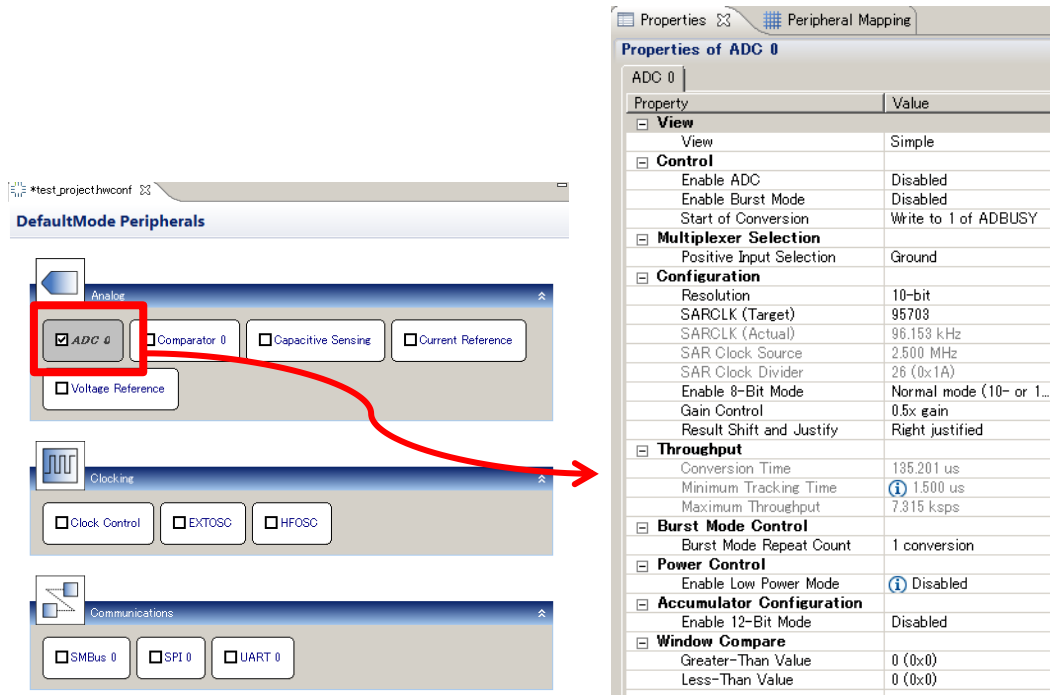 *test_project.hwconf
DefaultMode Peripherals
Analog
ADC 0
Comparator 0
Capacitive Sensing
Current Reference
Voltage Reference
Clocking
Clock Control
EXTOSC
HFOSC
Communications
SMBus 0
SPI 0
UART 0
Properties
Peripheral Mapping
Properties of ADC 0
ADC 0
Property Value
View
View Simple
Control
Enable ADC Disabled
Enable Burst Mode Disabled
Start of Conversion Write to 1 of ADBUSY
Multiplexer Selection
Positive Input Selection Ground
Configuration
Resolution 10-bit
SARCLK (Target) 95703
SARCLK (Actual) 96.153 kHz
SAR Clock Source 2.500 MHz
SAR Clock Divider 26 (0x1A)
Enable 8-Bit Mode Normal mode (10- or 1...
Gain Control 0.5x gain
Result Shift and Justify Right justified
Throughput
Conversion Time 135.201 us
Minimum Tracking Time 1.500 us
Maximum Throughput 7.315 ksps
Burst Mode Control
Burst Mode Repeat Count 1 conversion
Power Control
Enable Low Power Mode Disabled
Accumulator Configuration
Enable 12-Bit Mode Disabled
Window Compare
Greater-Than Value 0 (0x0)
Less-Than Value 0 (0x0)